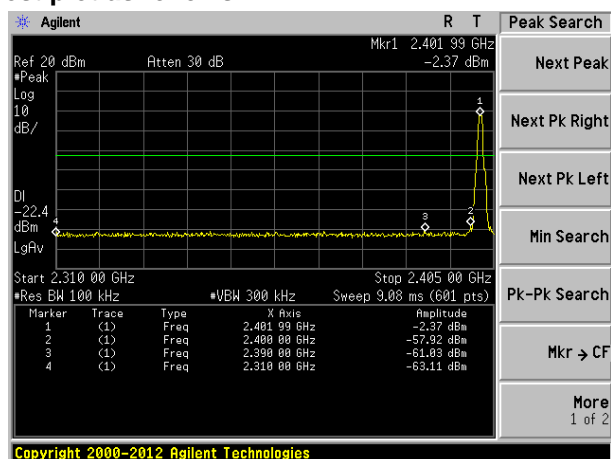 Agilent R T Peak Search
Mkr1 2.401 99 GHz
Ref 20 dBm Atten 30 dB -2.37 dBm
#Peak
Log
10
dB/
1
DI
-22.4
dBm
LgAv
4
3
2
Start 2.310 00 GHz Stop 2.405 00 GHz
#Res BW 100 kHz #VBW 300 kHz Sweep 9.08 ms (601 pts)
Marker Trace Type X Axis Amplitude
1 (1) Freq 2.401 99 GHz -2.37 dBm
2 (1) Freq 2.400 00 GHz -57.92 dBm
3 (1) Freq 2.390 00 GHz -61.03 dBm
4 (1) Freq 2.310 00 GHz -63.11 dBm
Next Peak
Next Pk Right
Next Pk Left
Min Search
Pk-Pk Search
Mkr → CF
More
1 of 2
Copyright 2000-2012 Agilent Technologies